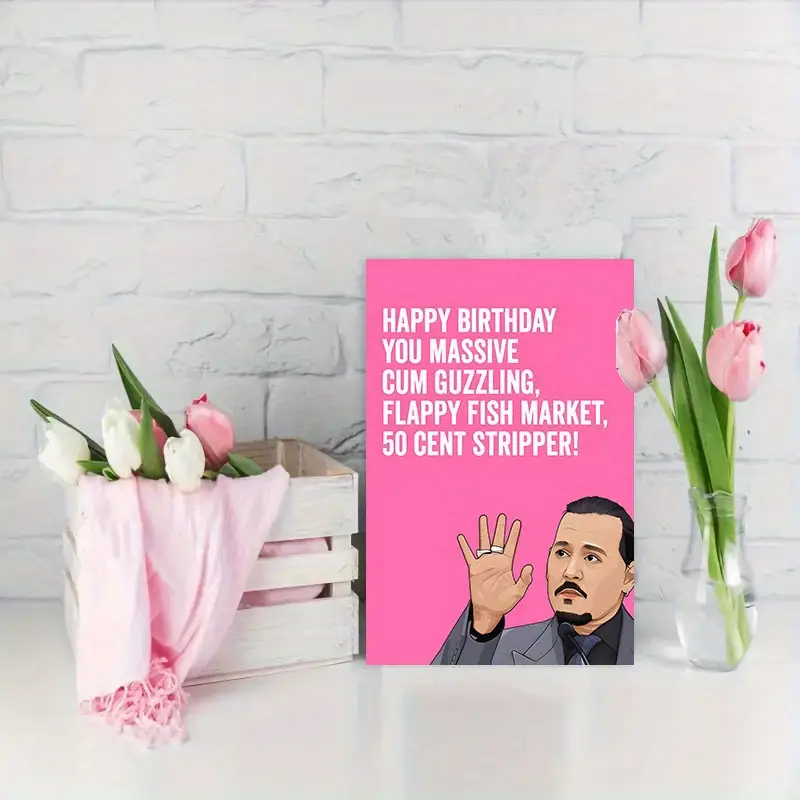 HAPPY BIRTHDAY
YOU MASSIVE
CUM GUZZLING,
FLAPPY FISH MARKET,
50 CENT STRIPPER!